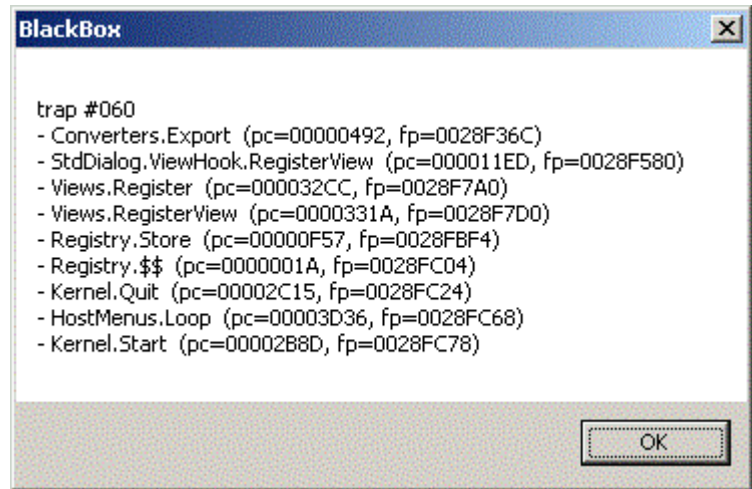 BlackBox
trap #060
- Converters.Export (pc=00000492, fp=0028F36C)
- StdDialog.ViewHook.RegisterView (pc=000011ED, fp=0028F580)
- Views.Register (pc=000032CC, fp=0028F7A0)
- Views.RegisterView (pc=0000331A, fp=0028F7D0)
- Registry.Store (pc=00000F57, fp=0028FBF4)
- Registry.$$ (pc=0000001A, fp=0028FC04)
- Kernel.Quit (pc=00002C15, fp=0028FC24)
- HostMenus.Loop (pc=00003D36, fp=0028FC68)
- Kernel.Start (pc=00002B8D, fp=0028FC78)
OK